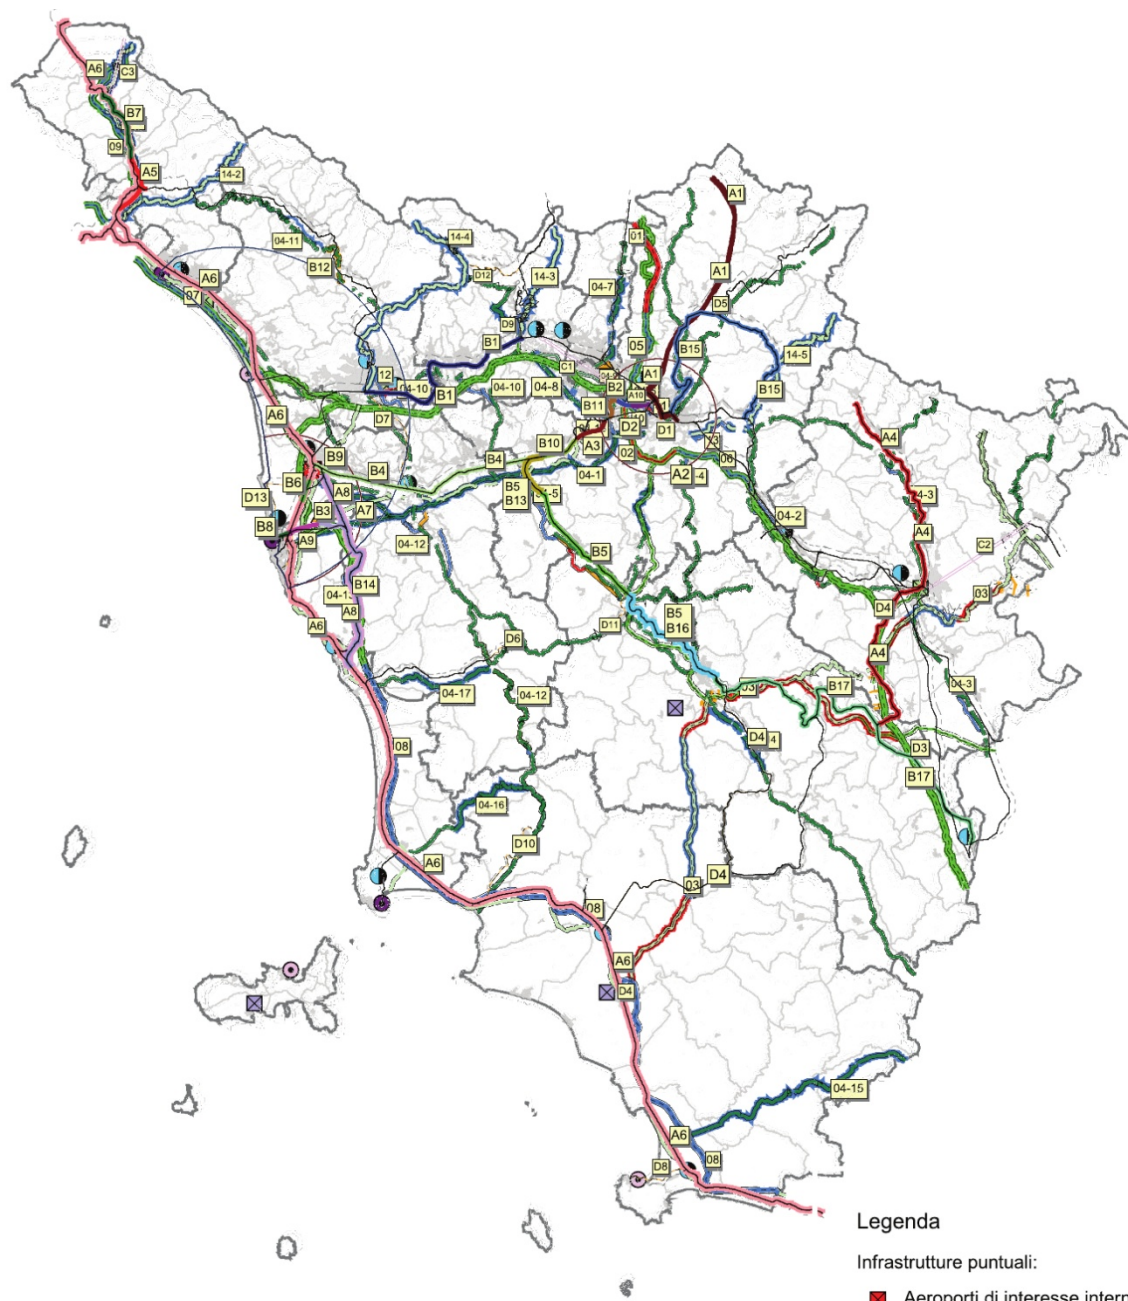 A6
C3
B7
09
A5
14-2
04-11
B12
14-4
D12
14-3
04-7
01
A1
A1
D5
A6
07
D9
B1
05
B15
14-5
C1
A1
B2
A10
B15
12
04-10
B1
04-10
04-8
B11
D2
D1
A4
D7
A6
B10
A3
02
06
A2
B9
B4
B4
04-1
B6
A8
B5
B13
D13
B8
B3
A7
04-2
A4
A9
04-12
B5
C2
B14
A8
D4
03
A6
D11
B5
B16
D6
A4
04-17
04-12
03
B17
04-3
D4
08
D3
B17
04-16
D10
A6
03
D4
08
A6
D4
04-15
A6
D8
08
Legenda
Infrastrutture puntuali:
Aeroporti di interesse